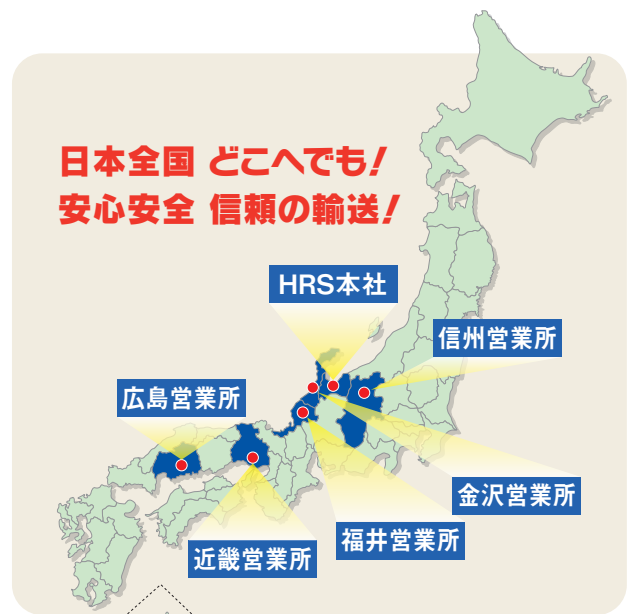 日本全国 どこへでも!
安心安全 信頼の輸送!
HRS本社
信州営業所
広島営業所
金沢営業所
福井営業所
近畿営業所